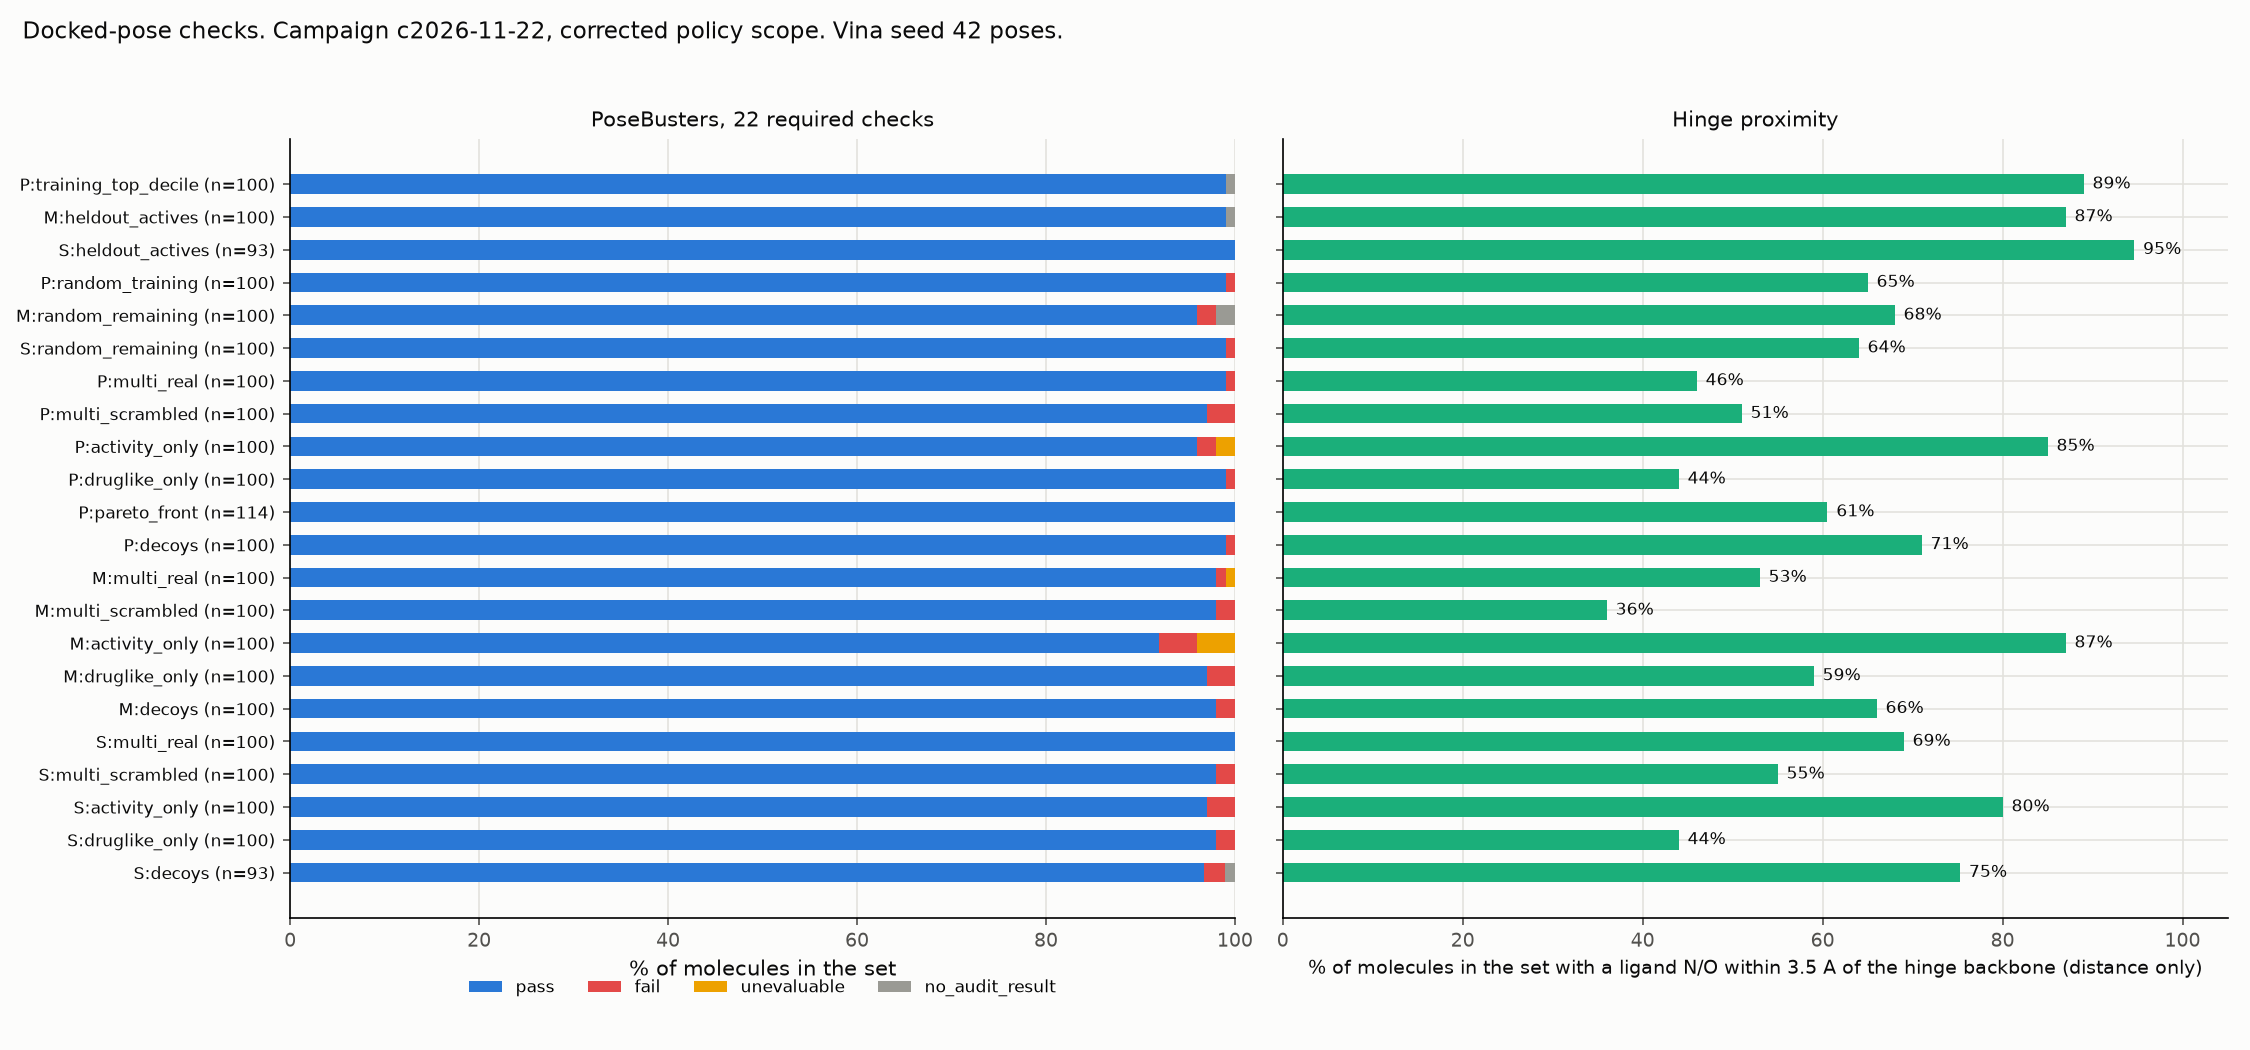 Docked-pose checks. Campaign c2026-11-22, corrected policy scope. Vina seed 42 poses.
PoseBusters, 22 required checks
P:training_top_decile (n=100)
M:heldout_actives (n=100)
S:heldout_actives (n=93)
P:random_training (n=100)
M:random_remaining (n=100)
S:random_remaining (n=100)
P:multi_real (n=100)
P:multi_scrambled (n=100)
P:activity_only (n=100)
P:druglike_only (n=100)
P:pareto_front (n=114)
P:decoys (n=100)
M:multi_real (n=100)
M:multi_scrambled (n=100)
M:activity_only (n=100)
M:druglike_only (n=100)
M:decoys (n=100)
S:multi_real (n=100)
S:multi_scrambled (n=100)
S:activity_only (n=100)
S:druglike_only (n=100)
S:decoys (n=93)
0 20 40 60 80 100
% of molecules in the set
pass fail unevaluable no_audit_result
Hinge proximity
89%
87%
95%
65%
68%
64%
46%
51%
85%
44%
61%
71%
53%
36%
87%
59%
66%
69%
55%
80%
44%
75%
0 20 40 60 80 100
% of molecules in the set with a ligand N/O within 3.5 A of the hinge backbone (distance only)